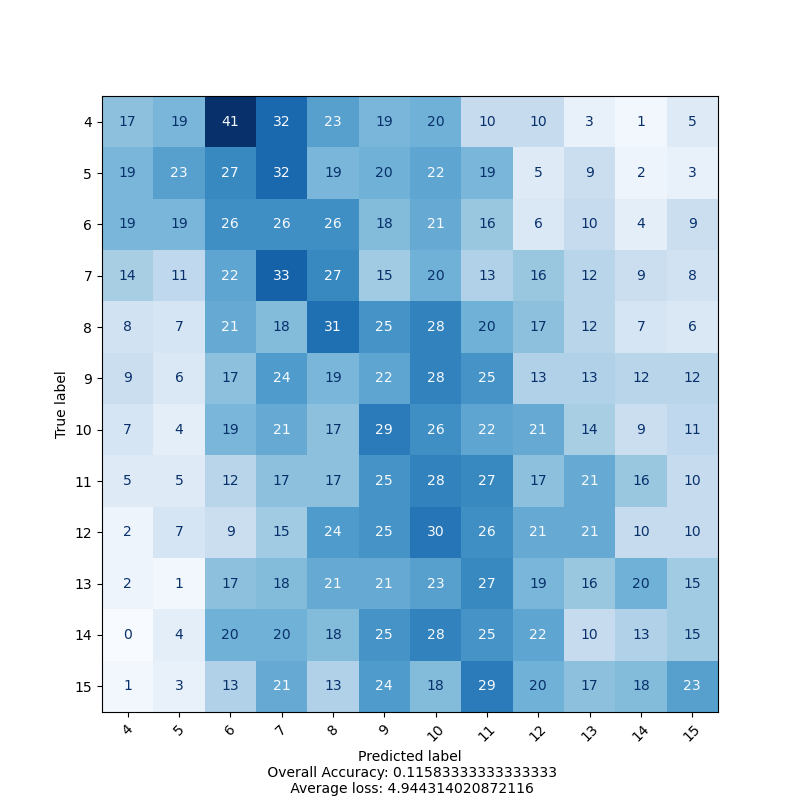 4 17 19 41 32 23 19 20 10 10 3 1 5
5 19 23 27 32 19 20 22 19 5 9 2 3
6 19 19 26 26 26 18 21 16 6 10 4 9
7 14 11 22 33 27 15 20 13 16 12 9 8
8 8 7 21 18 31 25 28 20 17 12 7 6
9 9 6 17 24 19 22 28 25 13 13 12 12
True label
10 7 4 19 21 17 29 26 22 21 14 9 11
11 5 5 12 17 17 25 28 27 17 21 16 10
12 2 7 9 15 24 25 30 26 21 21 10 10
13 2 1 17 18 21 21 23 27 19 16 20 15
14 0 4 20 20 18 25 28 25 22 10 13 15
15 1 3 13 21 13 24 18 29 20 17 18 23
4 5 6 7 8 9 10 11 12 13 14 15
Predicted label
Overall Accuracy: 0.11583333333333333
Average loss: 4.944314020872116